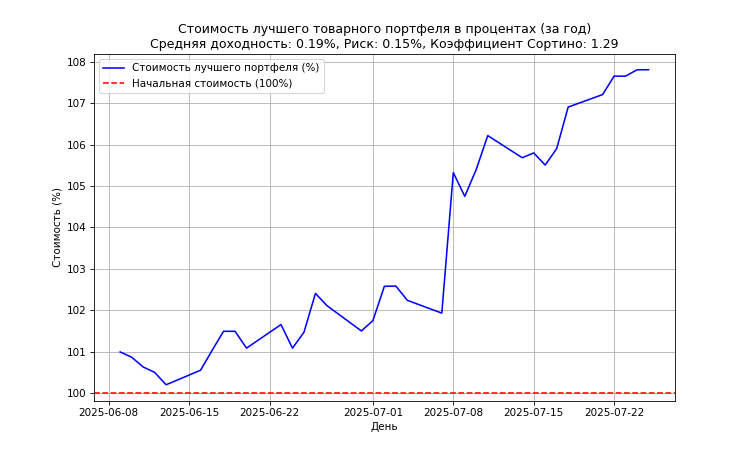 Стоимость лучшего товарного портфеля в процентах (за год)
Средняя доходность: 0.19%, Риск: 0.15%, Коэффициент Сортино: 1.29
Стоимость лучшего портфеля (%)
Начальная стоимость (100%)
Стоимость (%)
108
107
106
105
104
103
102
101
100
2025-06-08
2025-06-15
2025-06-22
2025-07-01
2025-07-08
2025-07-15
2025-07-22
День